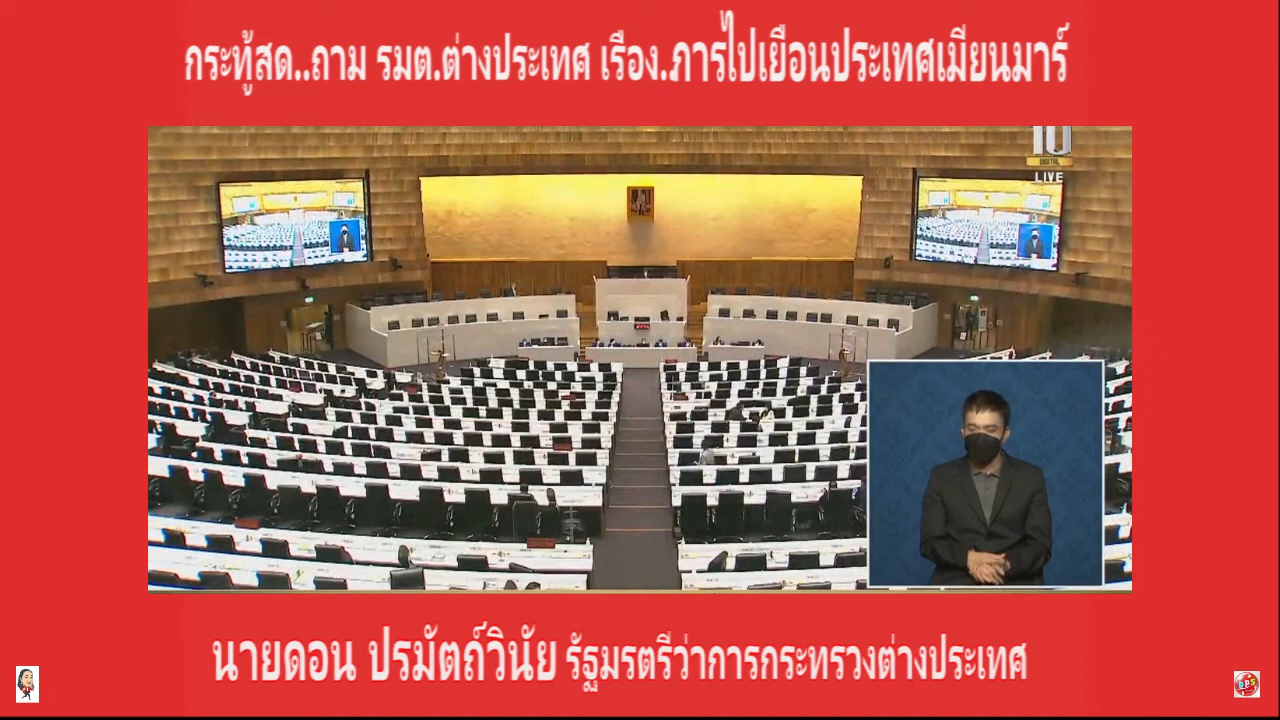 กระทู้สด..ถาม รมต.ต่างประเทศ เรือง.ภารไปเยือนประเทศเมียนมาร์
10
DIGITAL
LIVE
นายดอน ปรมัตถ์วินัย รัฐมรตรีว่าการกระทรวงต่างประเทศ
DPS